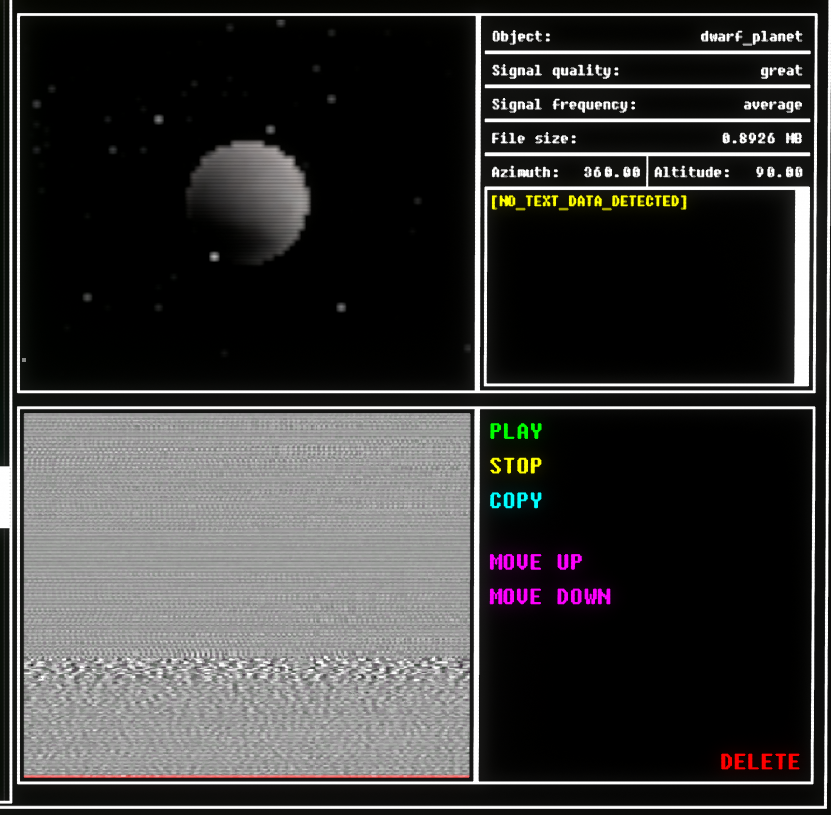 Object: dwarf_planet
Signal quality: great
Signal frequency: average
File size: 0.8926 MB
Azimuth: 360.00 Altitude: 90.00
[NO_TEXT_DATA_DETECTED]
PLAY
STOP
COPY
MOVE UP
MOVE DOWN
DELETE